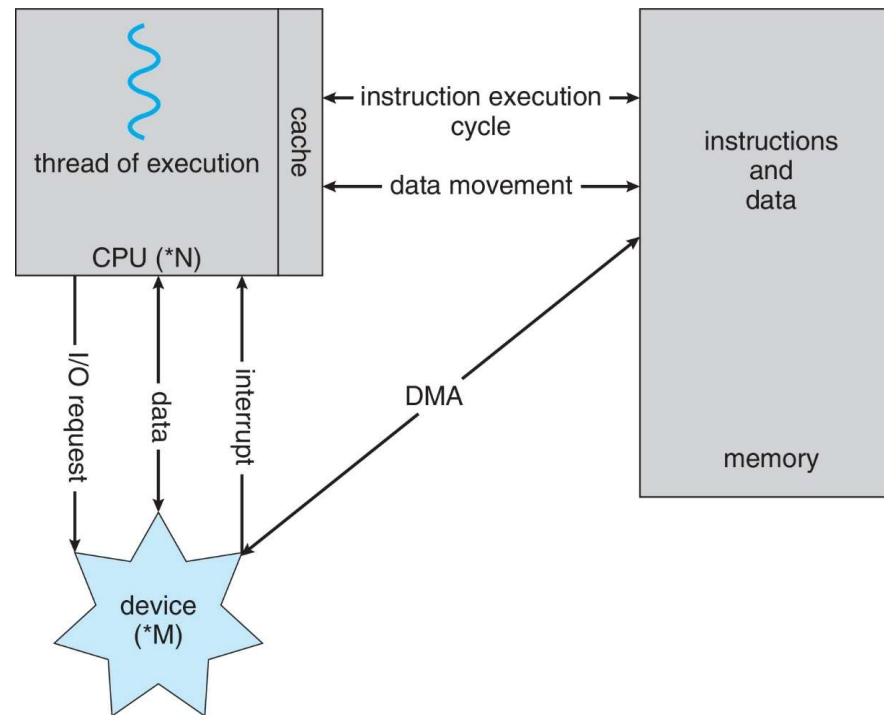 thread of execution
cache
CPU (*N)
instruction execution
cycle
data movement
instructions
and
data
memory
I/O request
data
interrupt
DMA
device
(*M)